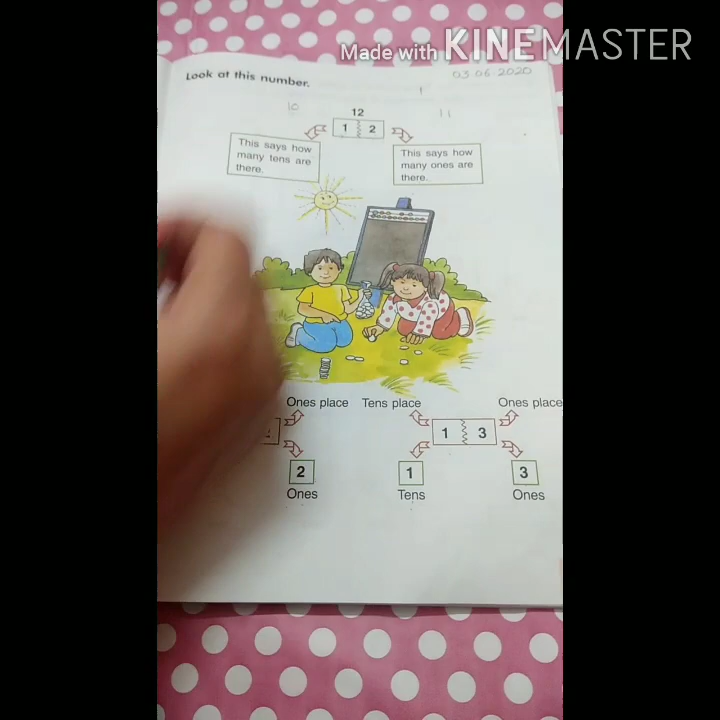 Made with KINEMASTER
Look at this number.
03.06.2020
10
12
11
1 2
This says how
many tens are
there.
This says how
many ones are
there.
Ones place
Tens place
Ones place
1 3
2
1
3
Ones
Tens
Ones